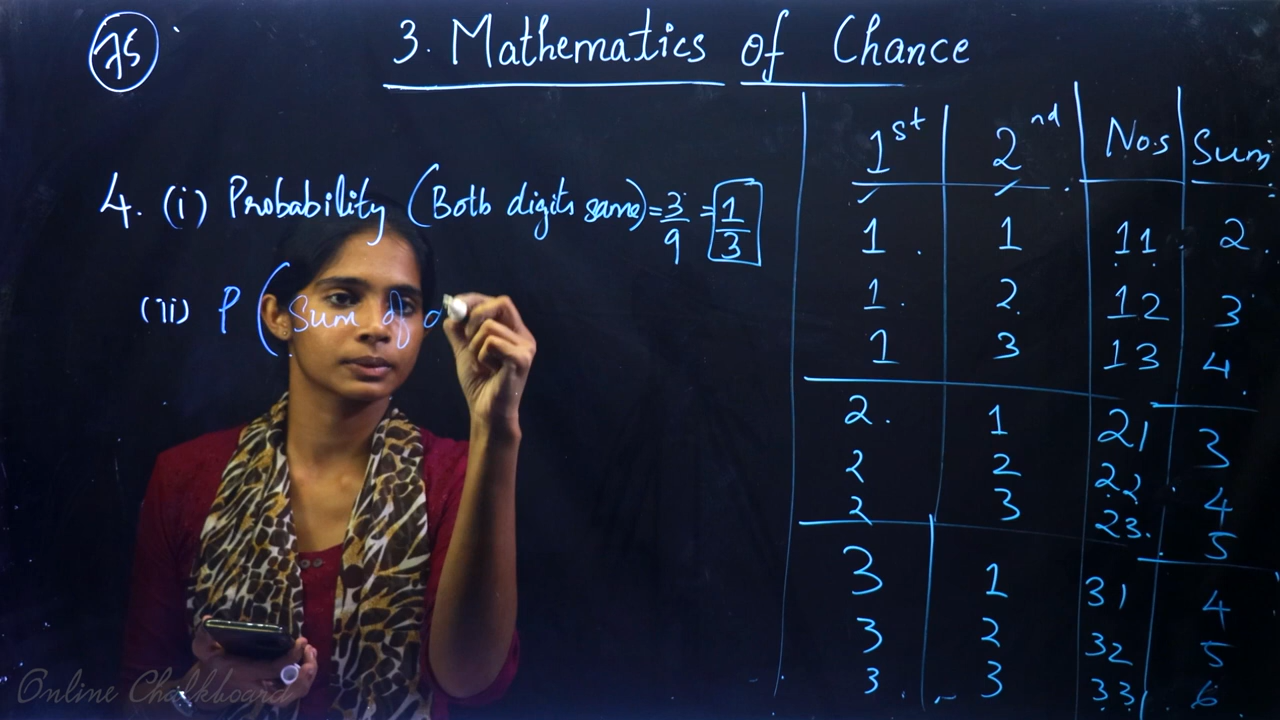 75
3. Mathematics of Chance
4. (i) Probability (Both digits same) = 3/9 = 1/3
(ii) P (Sum of d
1st 2nd Nos Sum
1 1 11 2
1 2 12 3
1 3 13 4
2 1 21 3
2 2 22 4
2 3 23 5
3 1 31 4
3 2 32 5
3 3 33 6
Online Chalkboard